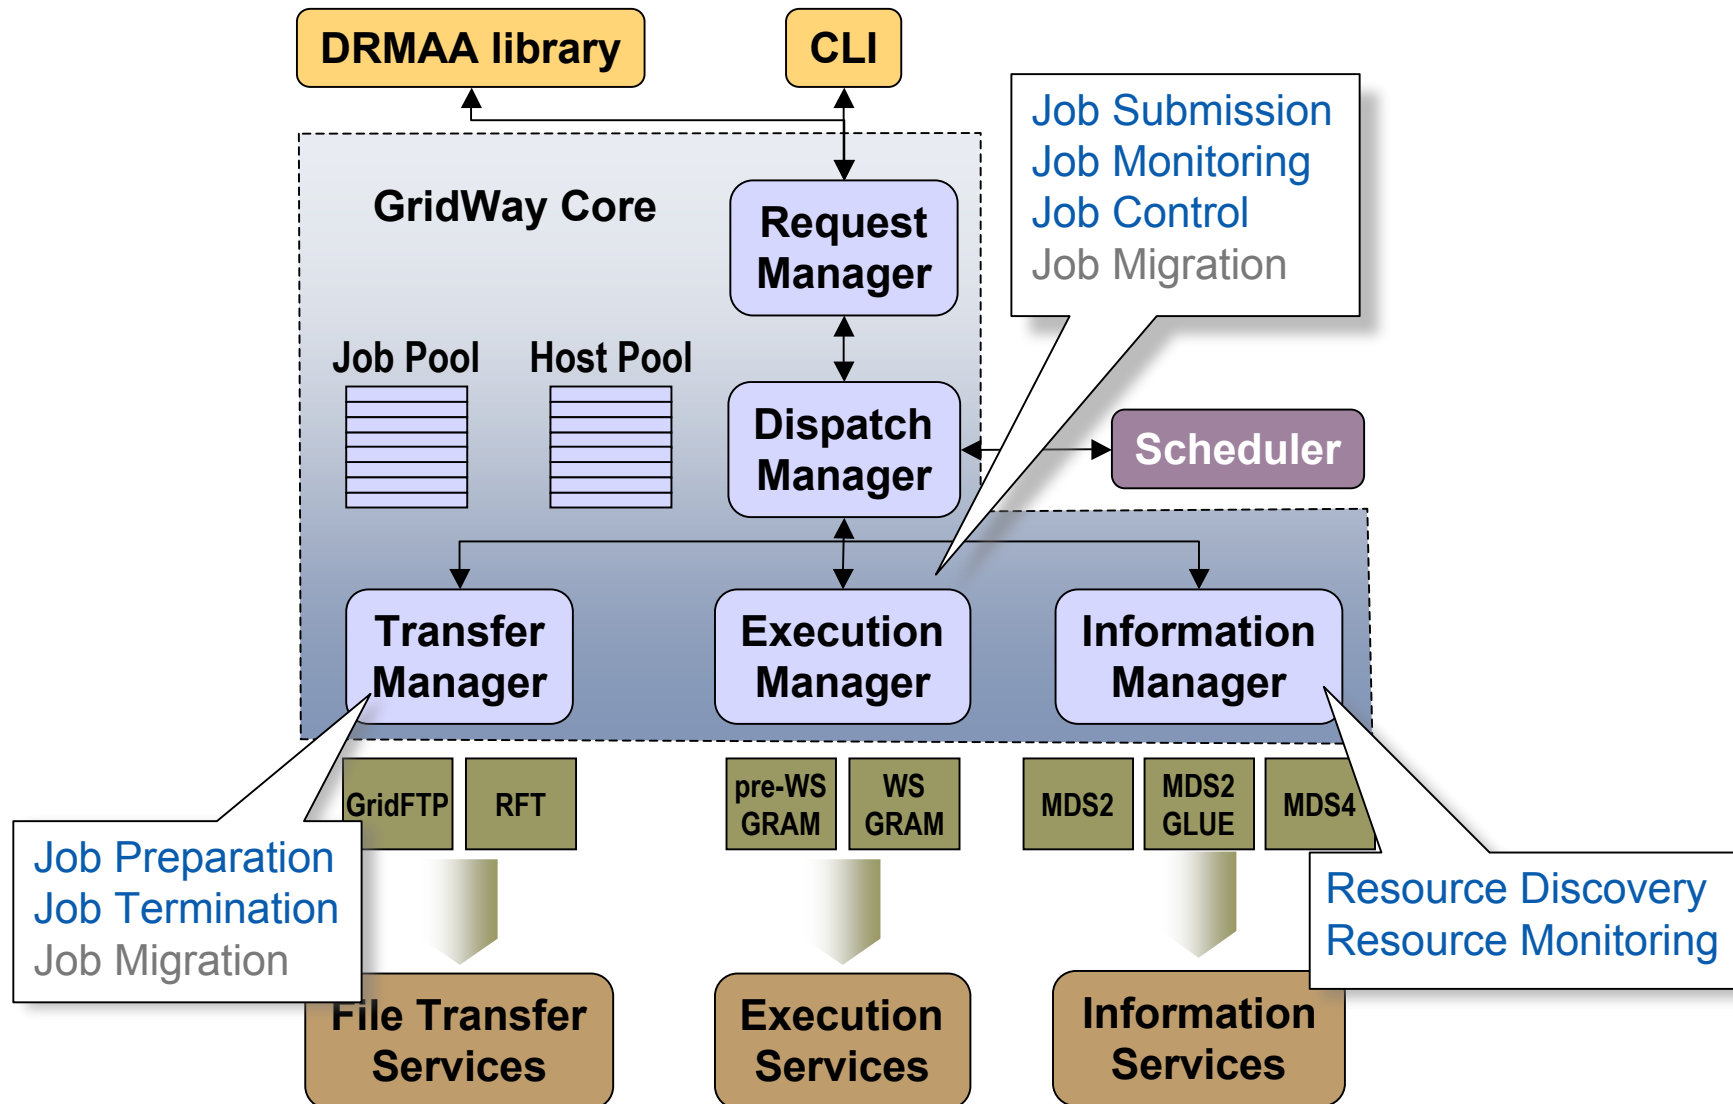 DRMAA library
CLI
Job Submission
Job Monitoring
Job Control
Job Migration
GridWay Core
Request
Manager
Job Pool
Host Pool
Dispatch
Manager
Scheduler
Transfer
Manager
Execution
Manager
Information
Manager
GridFTP
RFT
pre-WS
GRAM
WS
GRAM
MDS2
MDS2
GLUE
MDS4
Job Preparation
Job Termination
Job Migration
Resource Discovery
Resource Monitoring
File Transfer
Services
Execution
Services
Information
Services